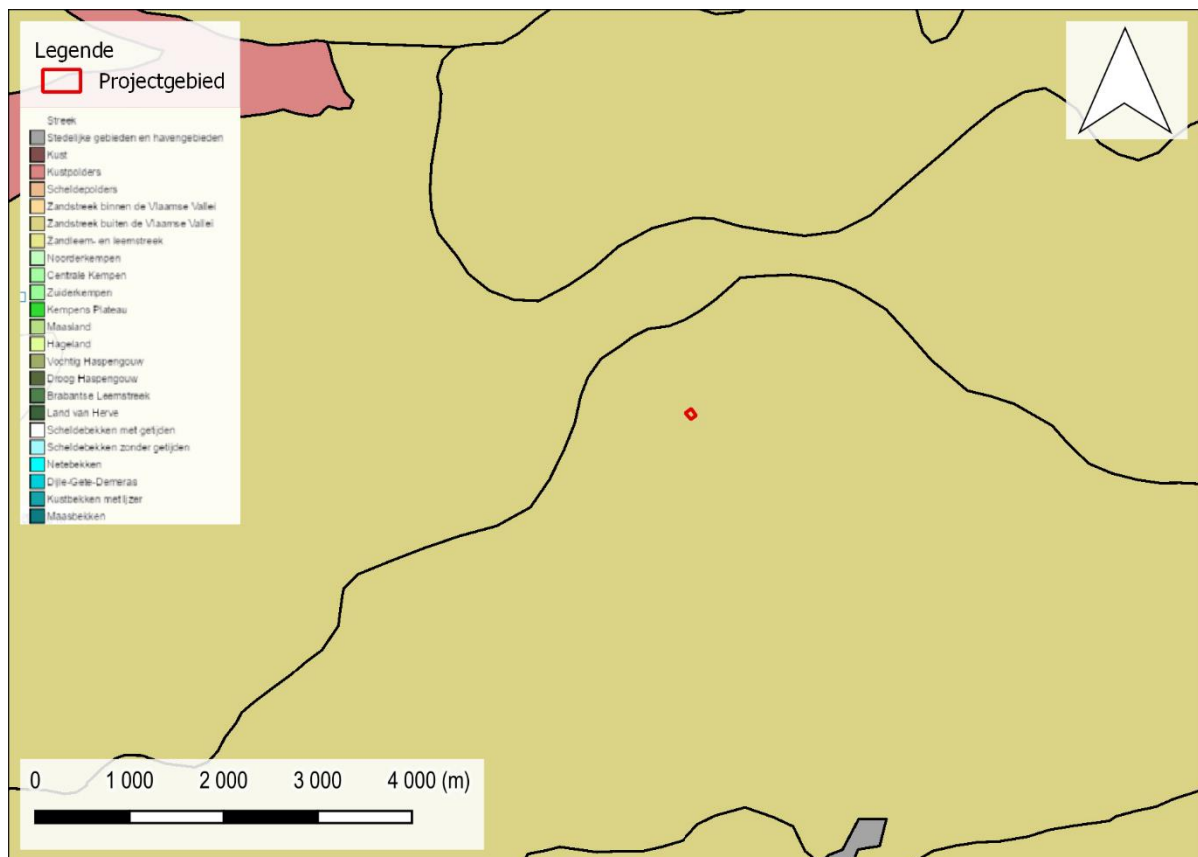 Legende
Projectgebied
Streek
Stedelijke gebieden en havengebieden
Kust
Kustpolders
Scheldepolders
Zandstreek binnen de Vlaamse Vallei
Zandstreek buiten de Vlaamse Vallei
Zandleem- en leemstreek
Noorderkempen
Centrale Kempen
Zuiderkempen
Kempens Plateau
Maasland
Hageland
Vochtig Haspengouw
Droog Haspengouw
Brabantse Leemstreek
Land van Herve
Scheldebekken met getijden
Scheldebekken zonder getijden
Netebekken
Dijle-Gete-Demeras
Kustbekken met Ijzer
Maasbekken
0 1 000 2 000 3 000 4 000 (m)